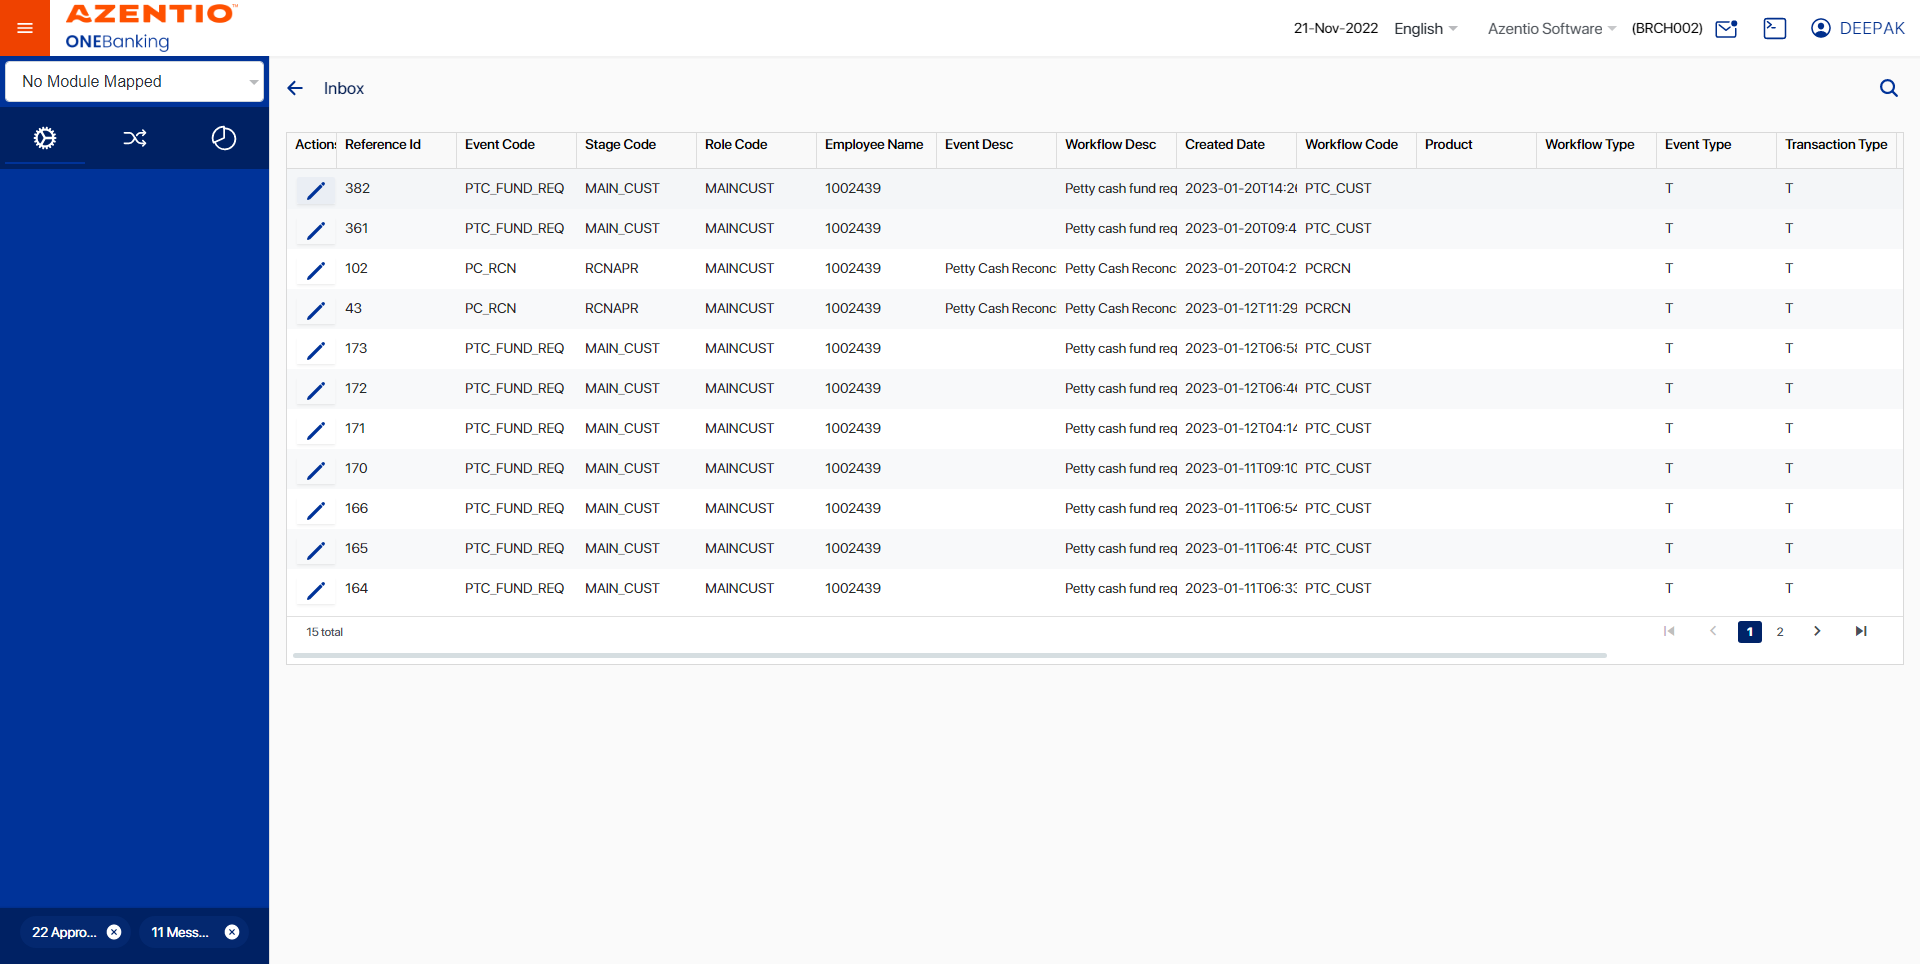 AZENTIO™
ONEBanking
21-Nov-2022 English Azentio Software (BRCH002) DEEPAK
No Module Mapped
Inbox
Actions Reference Id Event Code Stage Code Role Code Employee Name Event Desc Workflow Desc Created Date Workflow Code Product Workflow Type Event Type Transaction Type
382 PTC_FUND_REQ MAIN_CUST MAINCUST 1002439 Petty cash fund req 2023-01-20T14:26 PTC_CUST T T
361 PTC_FUND_REQ MAIN_CUST MAINCUST 1002439 Petty cash fund req 2023-01-20T09:4 PTC_CUST T T
102 PC_RCN RCNAPR MAINCUST 1002439 Petty Cash Reconc Petty Cash Reconc 2023-01-20T04:2 PCRCN T T
43 PC_RCN RCNAPR MAINCUST 1002439 Petty Cash Reconc Petty Cash Reconc 2023-01-12T11:29 PCRCN T T
173 PTC_FUND_REQ MAIN_CUST MAINCUST 1002439 Petty cash fund req 2023-01-12T06:58 PTC_CUST T T
172 PTC_FUND_REQ MAIN_CUST MAINCUST 1002439 Petty cash fund req 2023-01-12T06:46 PTC_CUST T T
171 PTC_FUND_REQ MAIN_CUST MAINCUST 1002439 Petty cash fund req 2023-01-12T04:14 PTC_CUST T T
170 PTC_FUND_REQ MAIN_CUST MAINCUST 1002439 Petty cash fund req 2023-01-11T09:10 PTC_CUST T T
166 PTC_FUND_REQ MAIN_CUST MAINCUST 1002439 Petty cash fund req 2023-01-11T06:54 PTC_CUST T T
165 PTC_FUND_REQ MAIN_CUST MAINCUST 1002439 Petty cash fund req 2023-01-11T06:45 PTC_CUST T T
164 PTC_FUND_REQ MAIN_CUST MAINCUST 1002439 Petty cash fund req 2023-01-11T06:33 PTC_CUST T T
15 total 1 2
22 Appro... 11 Mess...